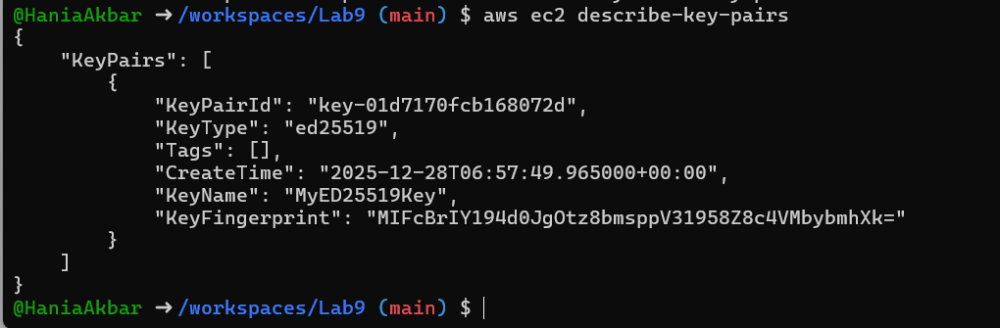 @HaniaAkbar ➜ /workspaces/Lab9 (main) $ aws ec2 describe-key-pairs
{
    "KeyPairs": [
        {
            "KeyPairId": "key-01d7170fcb168072d",
            "KeyType": "ed25519",
            "Tags": [],
            "CreateTime": "2025-12-28T06:57:49.965000+00:00",
            "KeyName": "MyED25519Key",
            "KeyFingerprint": "MIFcBrIY194d0JgOtz8bmsppV31958Z8c4VMbybmhXk="
        }
    ]
}
@HaniaAkbar ➜ /workspaces/Lab9 (main) $